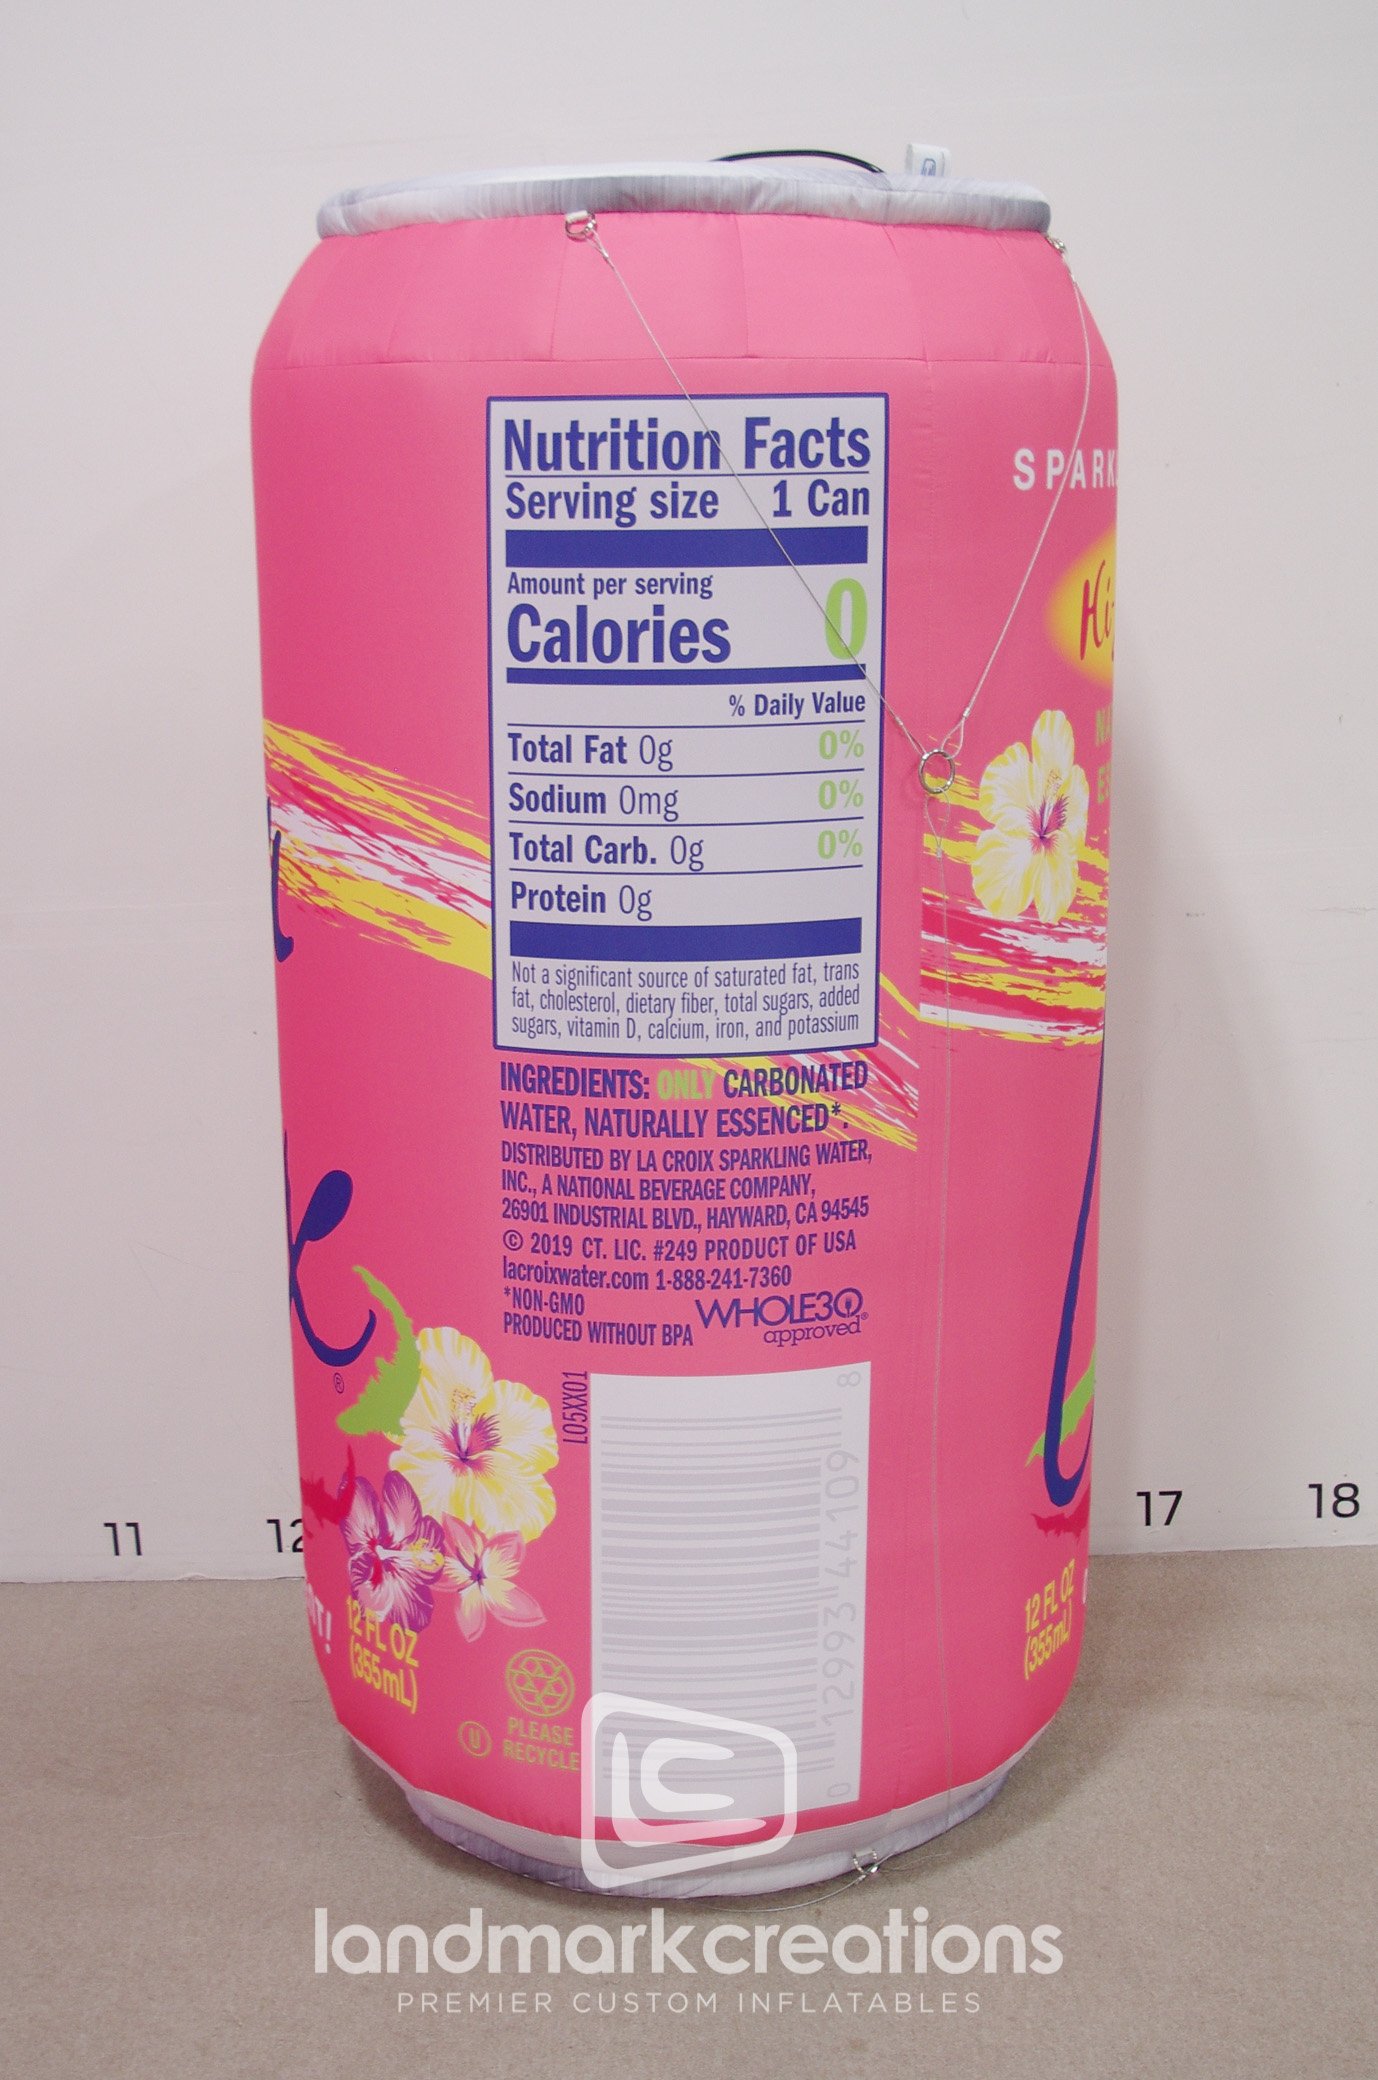 Nutrition Facts
Serving size 1 Can
Amount per serving
Calories 0
% Daily Value
Total Fat 0g 0%
Sodium 0mg 0%
Total Carb. 0g 0%
Protein 0g
Not a significant source of saturated fat, trans
fat, cholesterol, dietary fiber, total sugars, added
sugars, vitamin D, calcium, iron, and potassium
INGREDIENTS: ONLY CARBONATED
WATER, NATURALLY ESSENCED*.
DISTRIBUTED BY LA CROIX SPARKLING WATER,
INC., A NATIONAL BEVERAGE COMPANY,
26901 INDUSTRIAL BLVD., HAYWARD, CA 94545
© 2019 CT. LIC. #249 PRODUCT OF USA
lacroixwater.com 1-888-241-7360
*NON-GMO
PRODUCED WITHOUT BPA
WHOLE30®
approved
L05XX01
0 12993 44109 8
SPARK
Hi-
®
12 FL OZ
(355mL)
U
PLEASE
RECYCLE
12 FL OZ
(355mL)
11
12
17
18
landmarkcreations
PREMIER CUSTOM INFLATABLES